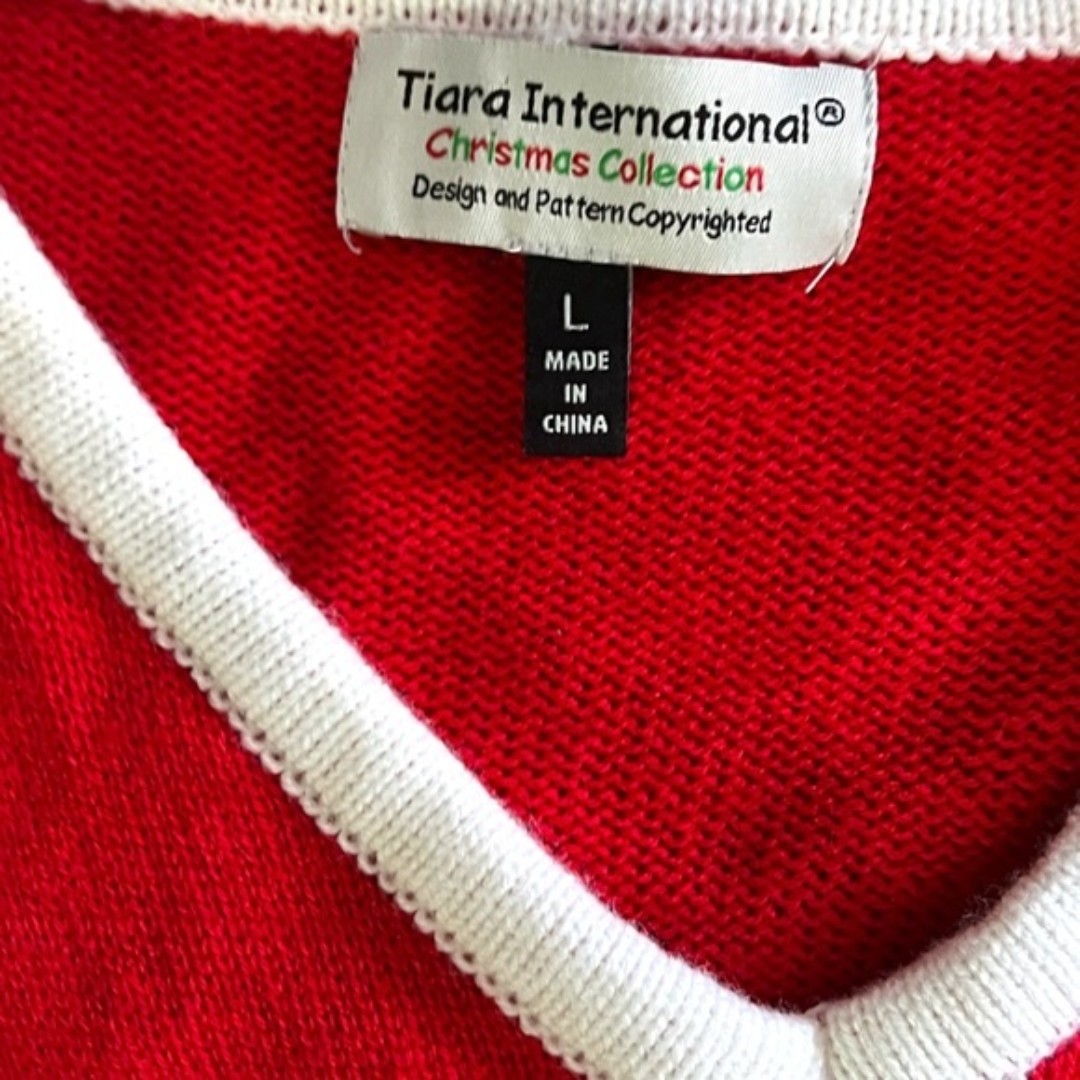 Tiara International®
Christmas Collection
Design and Pattern Copyrighted
L
MADE
IN
CHINA